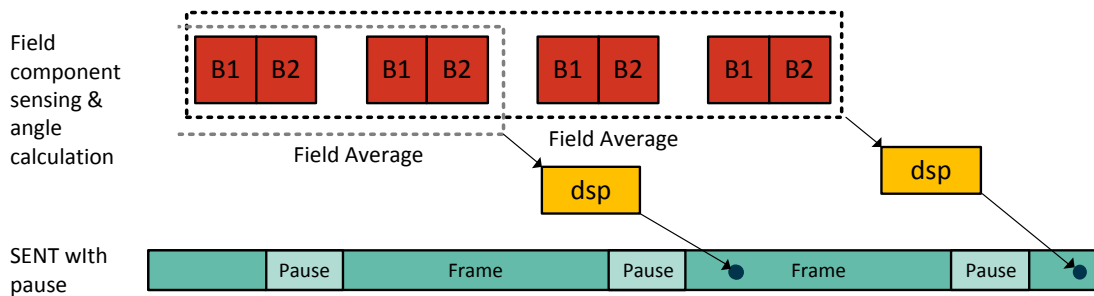 Field
component
sensing &
angle
calculation
B1 B2 B1 B2 B1 B2 B1 B2
Field Average
Field Average
dsp
dsp
SENT wIth
pause
Pause Frame Pause Frame Pause